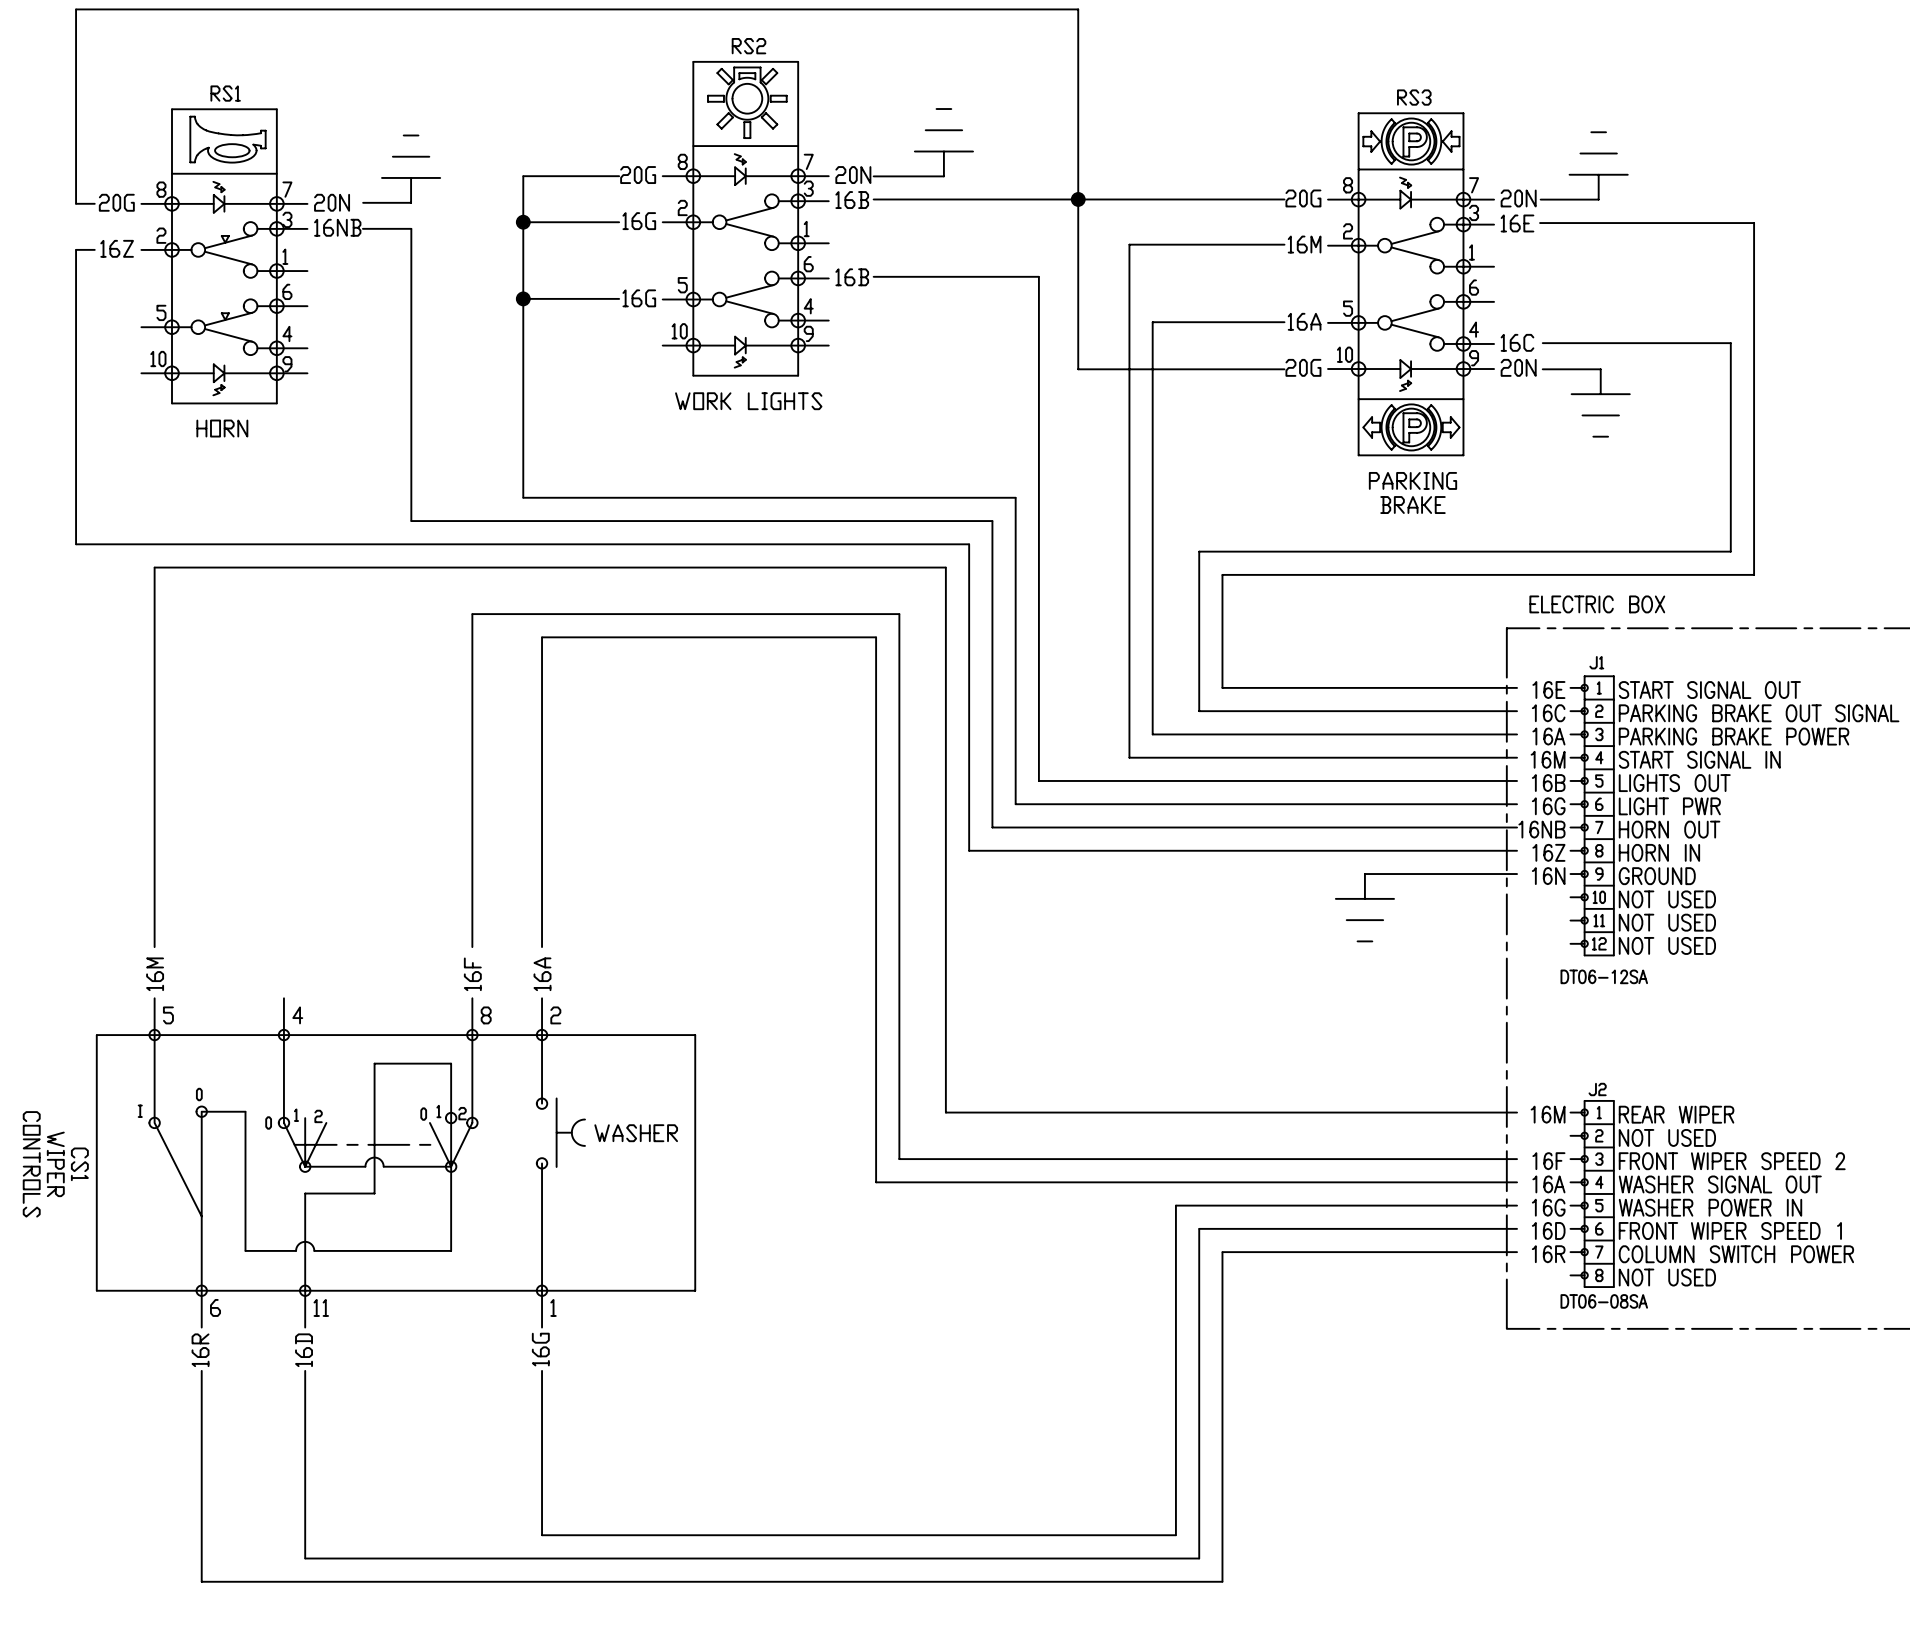 RS1
8
7
20G
20N
3
16NB
2
16Z
1
6
5
4
10
9
HORN
RS2
8
7
20G
20N
3
16B
2
16G
1
6
16B
5
16G
4
10
9
WORK LIGHTS
RS3
P
8
7
20G
20N
3
16E
2
16M
1
6
5
16A
4
16C
10
9
20G
20N
P
PARKING
BRAKE
ELECTRIC BOX
J1
16E 1 START SIGNAL OUT
16C 2 PARKING BRAKE OUT SIGNAL
16A 3 PARKING BRAKE POWER
16M 4 START SIGNAL IN
16B 5 LIGHTS OUT
16G 6 LIGHT PWR
16NB 7 HORN OUT
16Z 8 HORN IN
16N 9 GROUND
10 NOT USED
11 NOT USED
12 NOT USED
DT06-12SA
16M
16F
16A
5
4
8
2
I
0
0 1 2
0 1 2
WASHER
CS1
WIPER
CONTROLS
6
11
1
16R
16D
16G
J2
16M 1 REAR WIPER
2 NOT USED
16F 3 FRONT WIPER SPEED 2
16A 4 WASHER SIGNAL OUT
16G 5 WASHER POWER IN
16D 6 FRONT WIPER SPEED 1
16R 7 COLUMN SWITCH POWER
8 NOT USED
DT06-08SA